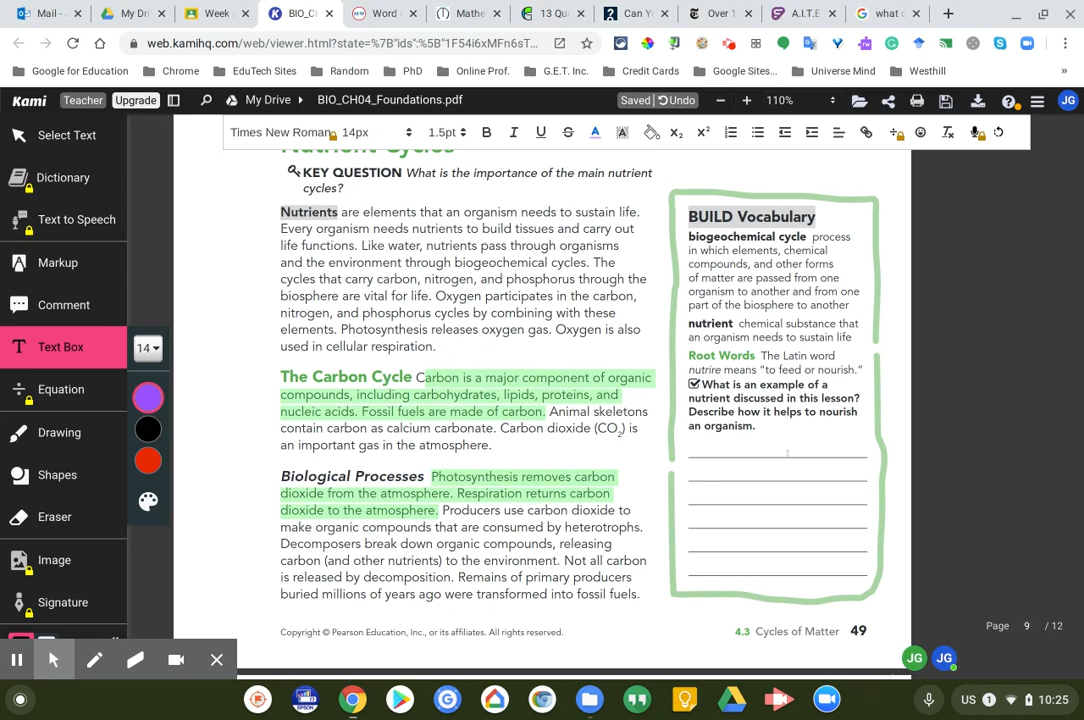 Mail -
My Dri
Week
BIO_CH
Word
Mathe
13 Qu
Can Y
Over 1
A.I.T.E
what c
web.kamihq.com/web/viewer.html?state=%7B"ids":%5B"1F54i6xMFn6sT...
Google for Education
Chrome
EduTech Sites
Random
PhD
Online Prof.
G.E.T. Inc.
Credit Cards
Google Sites...
Universe Mind
Westhill
»
Kami
Teacher
Upgrade
My Drive
BIO_CH04_Foundations.pdf
Saved
Undo
110%
JG
Times New Roman
14px
1.5pt
B I U S A
Select Text
Dictionary
Text to Speech
Markup
Comment
Text Box
14
Equation
Drawing
Shapes
Eraser
Image
Signature
Nutrient Cycles
KEY QUESTION What is the importance of the main nutrient
cycles?
Nutrients are elements that an organism needs to sustain life.
Every organism needs nutrients to build tissues and carry out
life functions. Like water, nutrients pass through organisms
and the environment through biogeochemical cycles. The
cycles that carry carbon, nitrogen, and phosphorus through the
biosphere are vital for life. Oxygen participates in the carbon,
nitrogen, and phosphorus cycles by combining with these
elements. Photosynthesis releases oxygen gas. Oxygen is also
used in cellular respiration.
The Carbon Cycle Carbon is a major component of organic
compounds, including carbohydrates, lipids, proteins, and
nucleic acids. Fossil fuels are made of carbon. Animal skeletons
contain carbon as calcium carbonate. Carbon dioxide (CO2) is
an important gas in the atmosphere.
Biological Processes Photosynthesis removes carbon
dioxide from the atmosphere. Respiration returns carbon
dioxide to the atmosphere. Producers use carbon dioxide to
make organic compounds that are consumed by heterotrophs.
Decomposers break down organic compounds, releasing
carbon (and other nutrients) to the environment. Not all carbon
is released by decomposition. Remains of primary producers
buried millions of years ago were transformed into fossil fuels.
BUILD Vocabulary
biogeochemical cycle process
in which elements, chemical
compounds, and other forms
of matter are passed from one
organism to another and from one
part of the biosphere to another
nutrient chemical substance that
an organism needs to sustain life
Root Words The Latin word
nutrire means “to feed or nourish.”
What is an example of a
nutrient discussed in this lesson?
Describe how it helps to nourish
an organism.
Copyright © Pearson Education, Inc., or its affiliates. All rights reserved.
4.3 Cycles of Matter 49
Page 9 / 12
JG JG
US 1 10:25